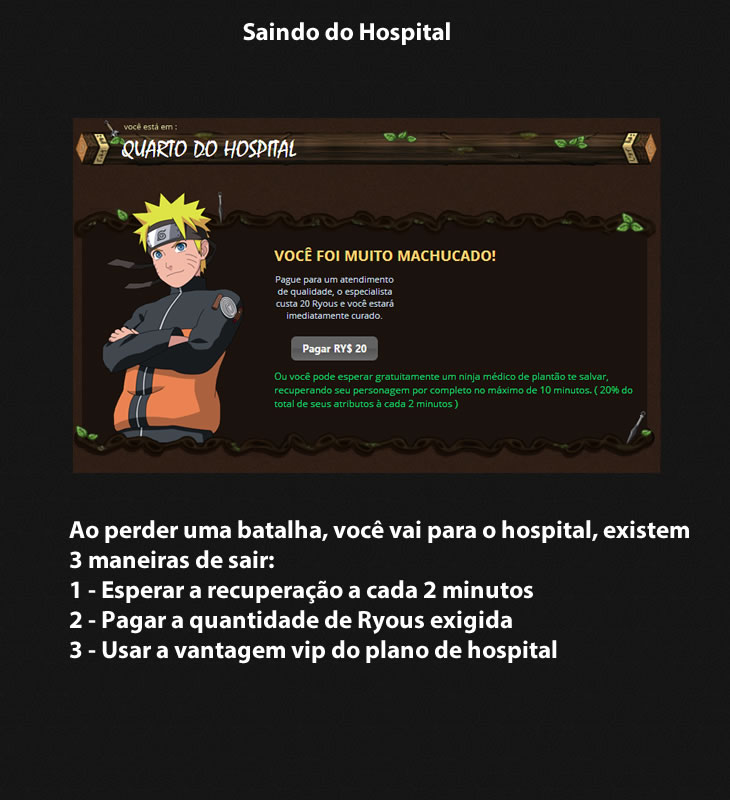 Saindo do Hospital
você está em :
QUARTO DO HOSPITAL
VOCÊ FOI MUITO MACHUCADO!
Pague para um atendimento
de qualidade, o especialista
custa 20 Ryous e você estará
imediatamente curado.
Pagar RY$ 20
Ou você pode esperar gratuitamente um ninja médico de plantão te salvar,
recuperando seu personagem por completo no máximo de 10 minutos. ( 20% do
total de seus atributos à cada 2 minutos )
Ao perder uma batalha, você vai para o hospital, existem
3 maneiras de sair:
1 - Esperar a recuperação a cada 2 minutos
2 - Pagar a quantidade de Ryous exigida
3 - Usar a vantagem vip do plano de hospital